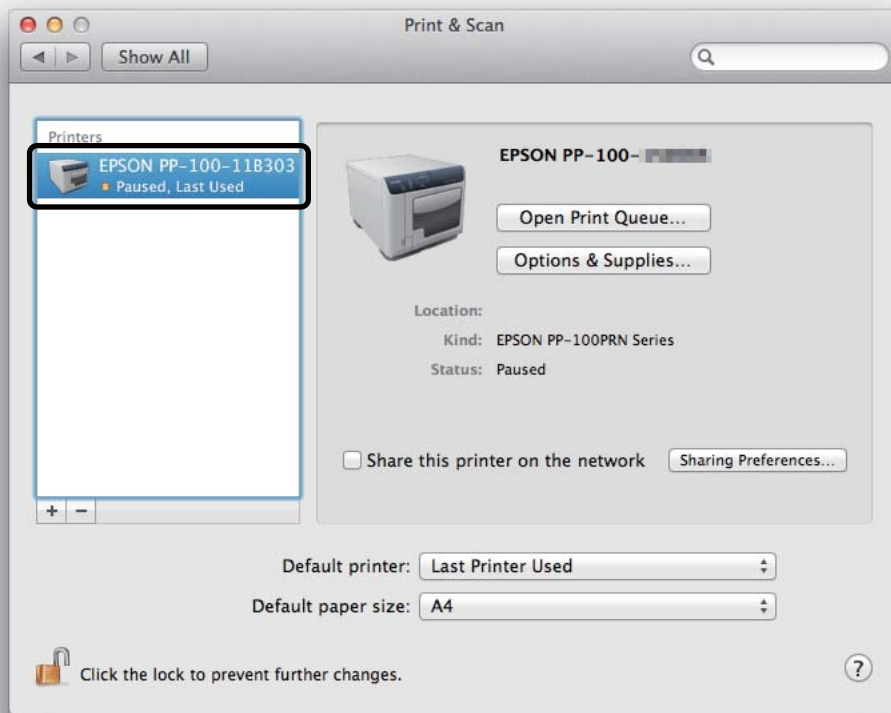 Print & Scan
Show All
Printers
EPSON PP-100-11B303
Paused, Last Used
EPSON PP-100-
Open Print Queue...
Options & Supplies...
Location:
Kind: EPSON PP-100PRN Series
Status: Paused
Share this printer on the network
Sharing Preferences...
+ −
Default printer: Last Printer Used
Default paper size: A4
Click the lock to prevent further changes.
?